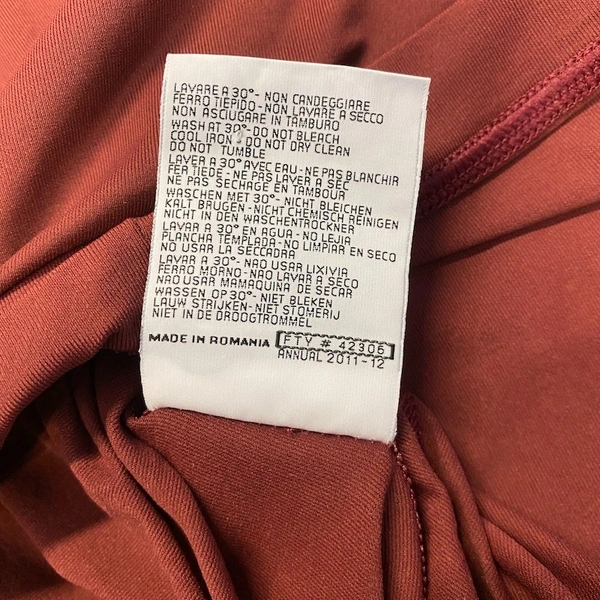 LAVARE A 30°- NON CANDEGGIARE
FERRO TIEPIDO - NON LAVARE A SECCO
NON ASCIUGARE IN TAMBURO
WASH AT 30°-DO NOT BLEACH
COOL IRON - DO NOT DRY CLEAN
DO NOT TUMBLE
LAVER A 30° AVEC EAU - NE PAS BLANCHIR
FER TIEDE - NE PAS LAVER A SEC
NE PAS SECHAGE EN TAMBOUR
WASCHEN MET 30°- NICHT BLEICHEN
KALT BRUGEN - NICHT CHEMISCH REINIGEN
NICHT IN DEN WASCHENTROCKNER
LAVAR A 30° EN AGUA - NO LEJIA
PLANCHA TEMPLADA - NO LIMPIAR EN SECO
NO USAR LA SECCADRA
LAVAR A 30°- NÃO USAR LIXIVIA
FERRO MORNO - NÃO LAVAR A SECO
NÃO USAR MAMAQUINA DE SECAR
WASSEN OP 30°- NIET BLEKEN
LAUW STRIJKEN - NIET STOMERIJ
NIET IN DE DROOGTROMMEL
MADE IN ROMANIA FTY # 42306
ANNUAL 2011-12